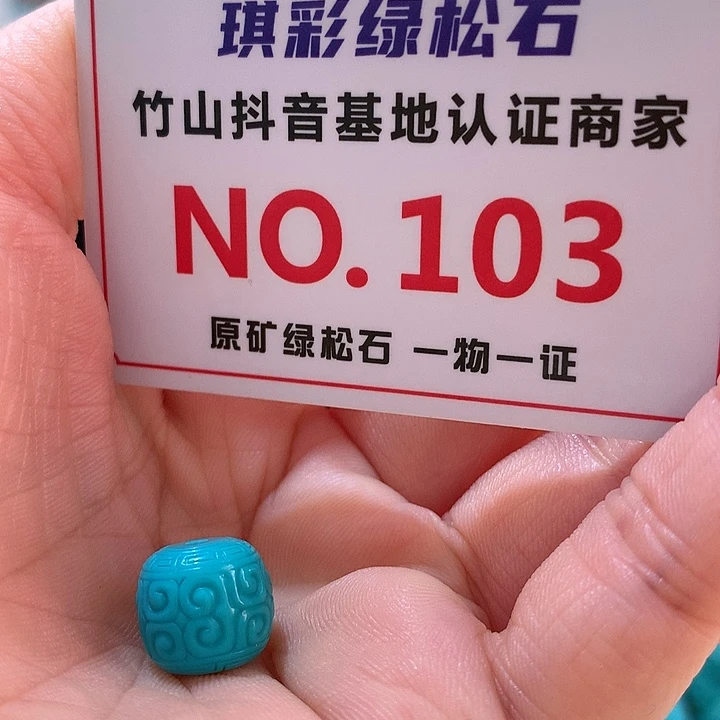 琪彩绿松石
竹山抖音基地认证商家
NO.103
原矿绿松石 一物一证